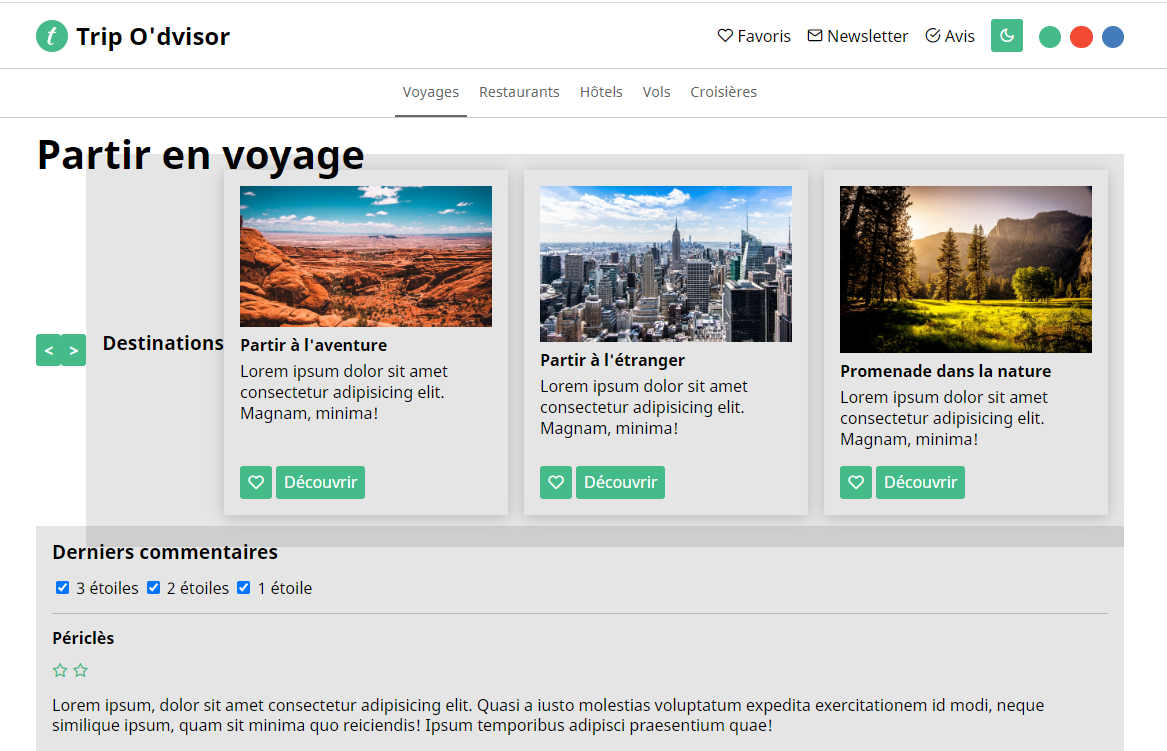 t Trip O'dvisor
Favoris Newsletter Avis
Voyages Restaurants Hôtels Vols Croisières
Partir en voyage
< >
Destinations
Partir à l'aventure
Lorem ipsum dolor sit amet
consectetur adipisicing elit.
Magnam, minima!
Découvrir
Partir à l'étranger
Lorem ipsum dolor sit amet
consectetur adipisicing elit.
Magnam, minima!
Découvrir
Promenade dans la nature
Lorem ipsum dolor sit amet
consectetur adipisicing elit.
Magnam, minima!
Découvrir
Derniers commentaires
3 étoiles 2 étoiles 1 étoile
Périclès
Lorem ipsum, dolor sit amet consectetur adipisicing elit. Quasi a iusto molestias voluptatum expedita exercitationem id modi, neque
similique ipsum, quam sit minima quo reiciendis! Ipsum temporibus adipisci praesentium quae!